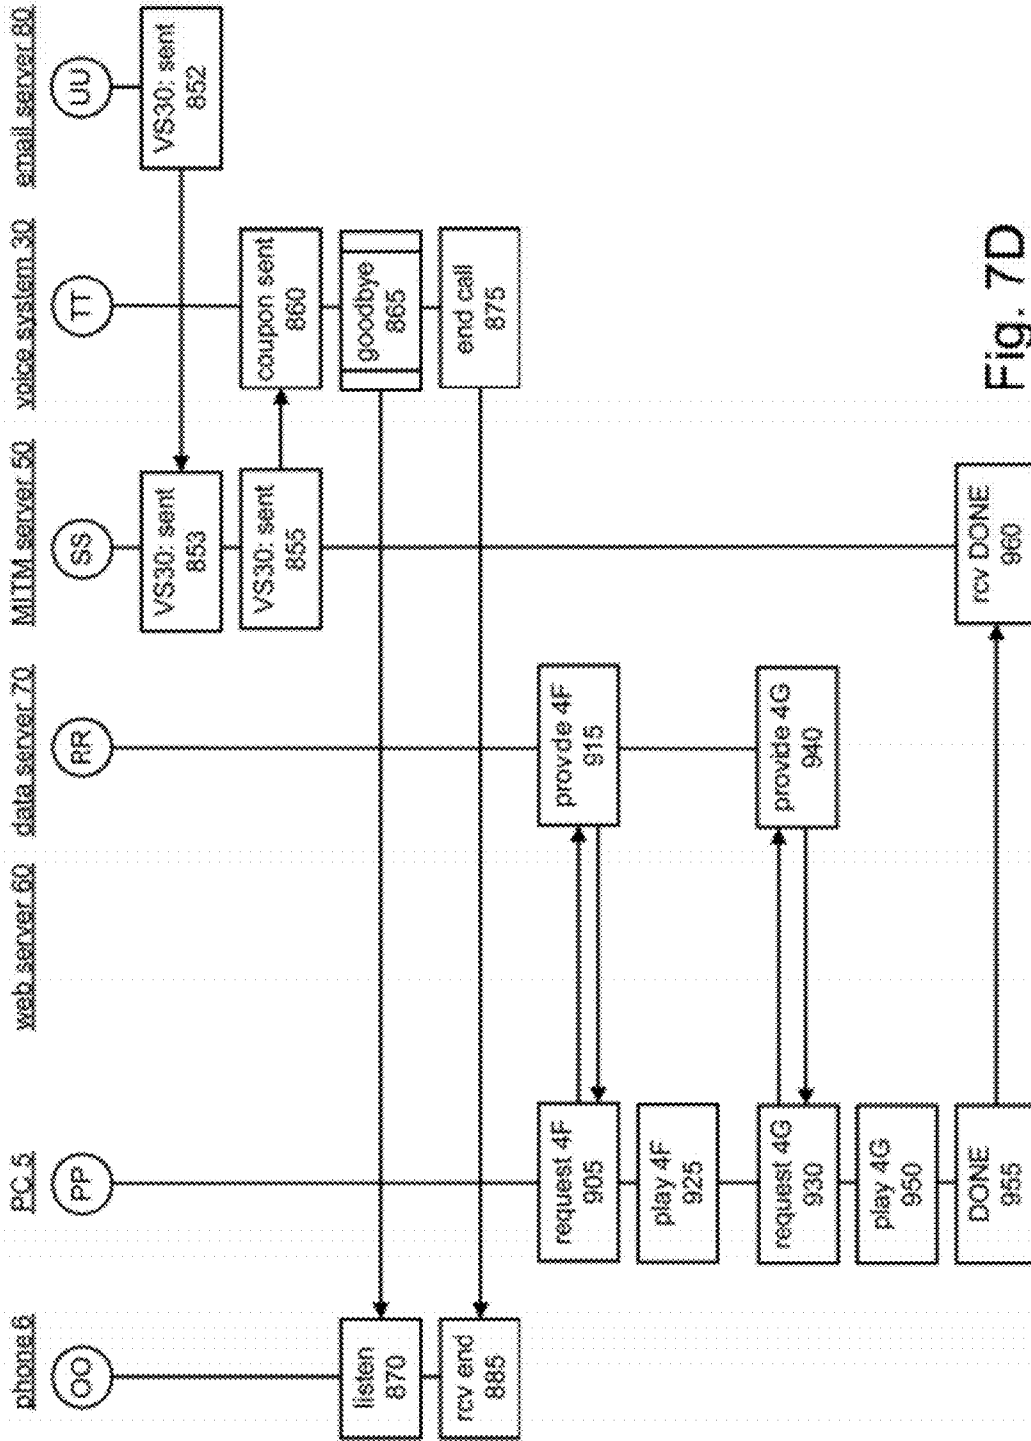 phone 6
PC 5
web server 60
data server 70
MITM server 50
voice system 30
email server 80
QQ
PP
RR
SS
TT
UU
VS30: sent
853
VS30: sent
852
VS30: sent
855
coupon sent
860
listen
870
goodbye
865
rcv end
885
end call
875
request 4F
905
provde 4F
915
play 4F
925
request 4G
930
provide 4G
940
play 4G
950
DONE
955
rcv DONE
960
Fig. 7D